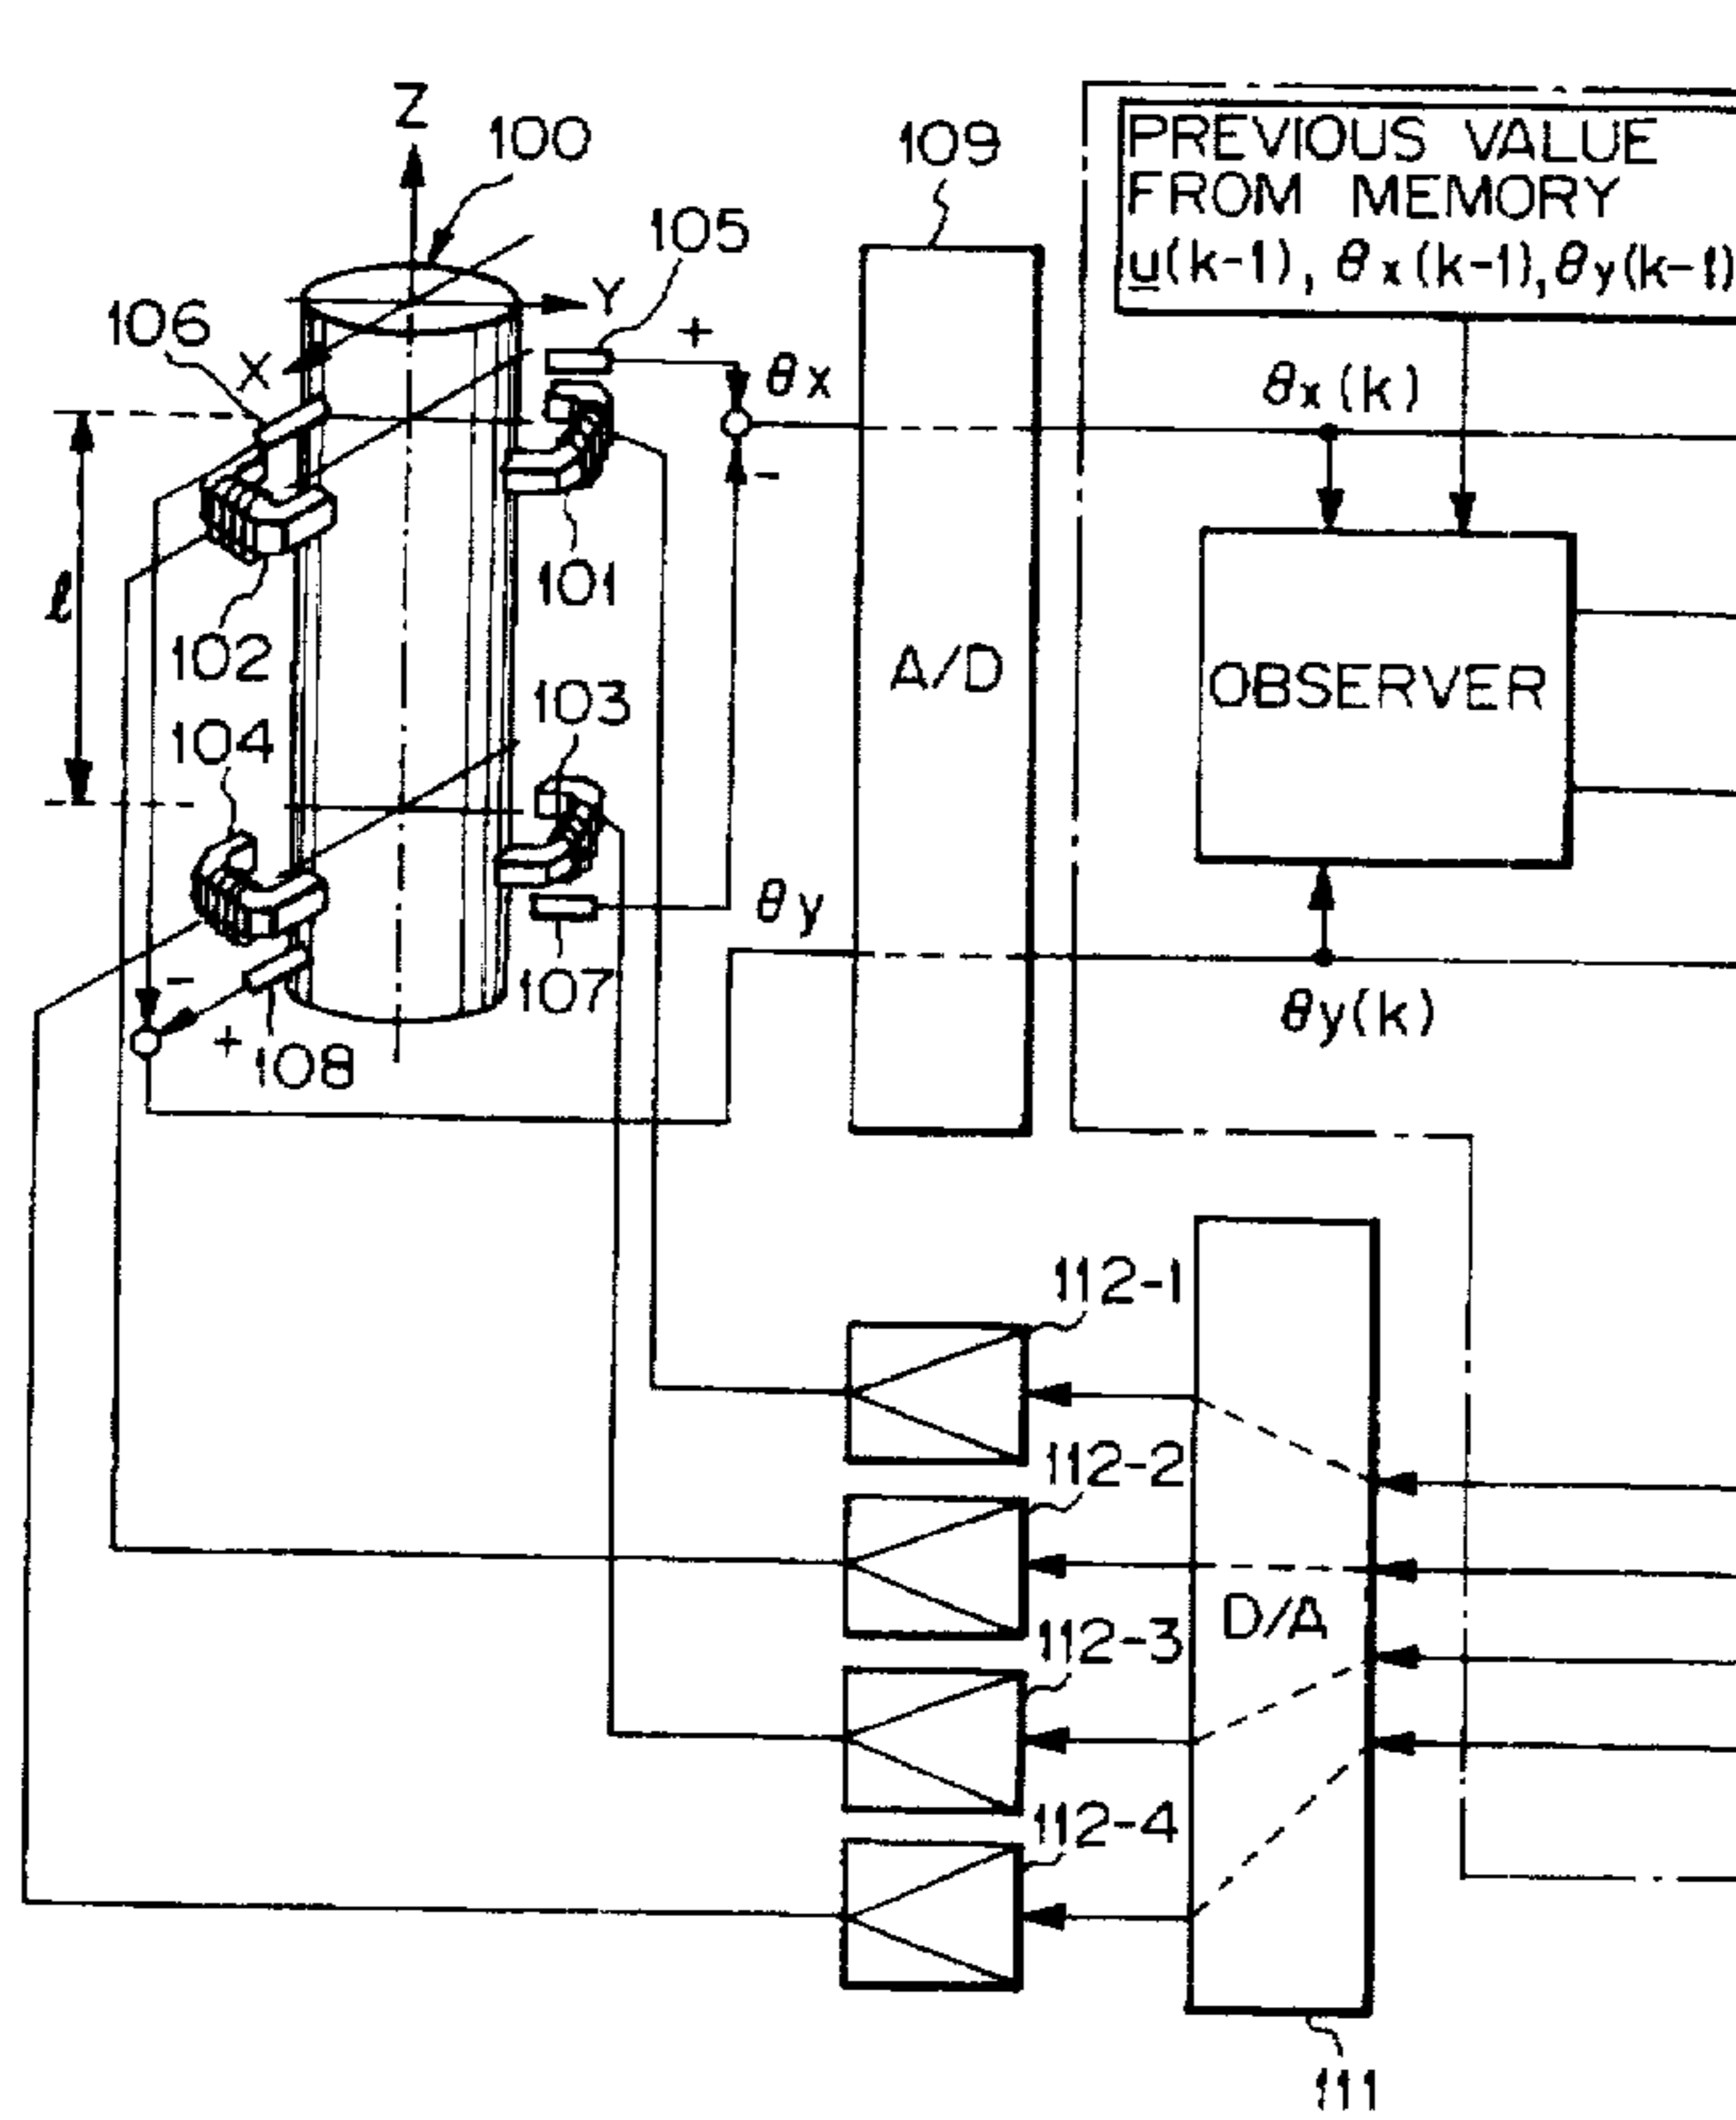 Z
100
109
PREVIOUS VALUE
FROM MEMORY
u(k-1), θx(k-1), θy(k-1)
105
106
Y
X
+
θx
-
θx(k)
ℓ
101
102
A/D
OBSERVER
103
104
θy
107
-
+
108
θy(k)
112-1
112-2
112-3
D/A
112-4
111